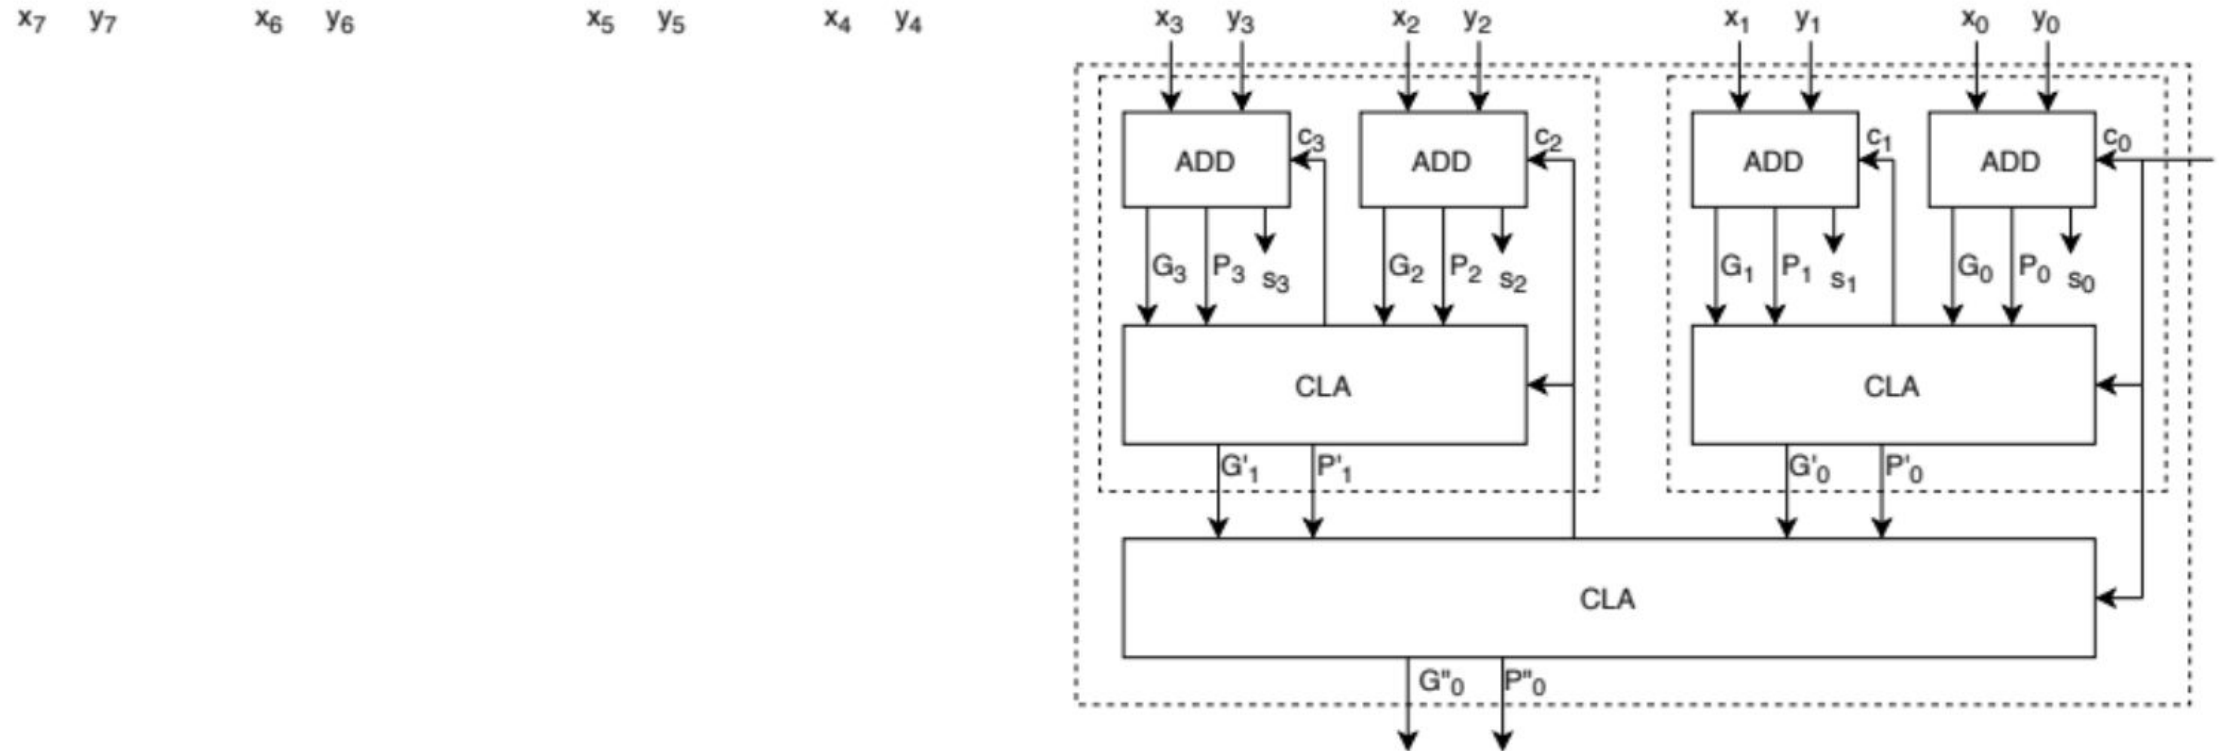 x7 y7 x6 y6 x5 y5 x4 y4 x3 y3 x2 y2 x1 y1 x0 y0
ADD c3 ADD c2 ADD c1 ADD c0
G3 P3 s3 G2 P2 s2 G1 P1 s1 G0 P0 s0
CLA CLA
G'1 P'1 G'0 P'0
CLA
G"0 P"0